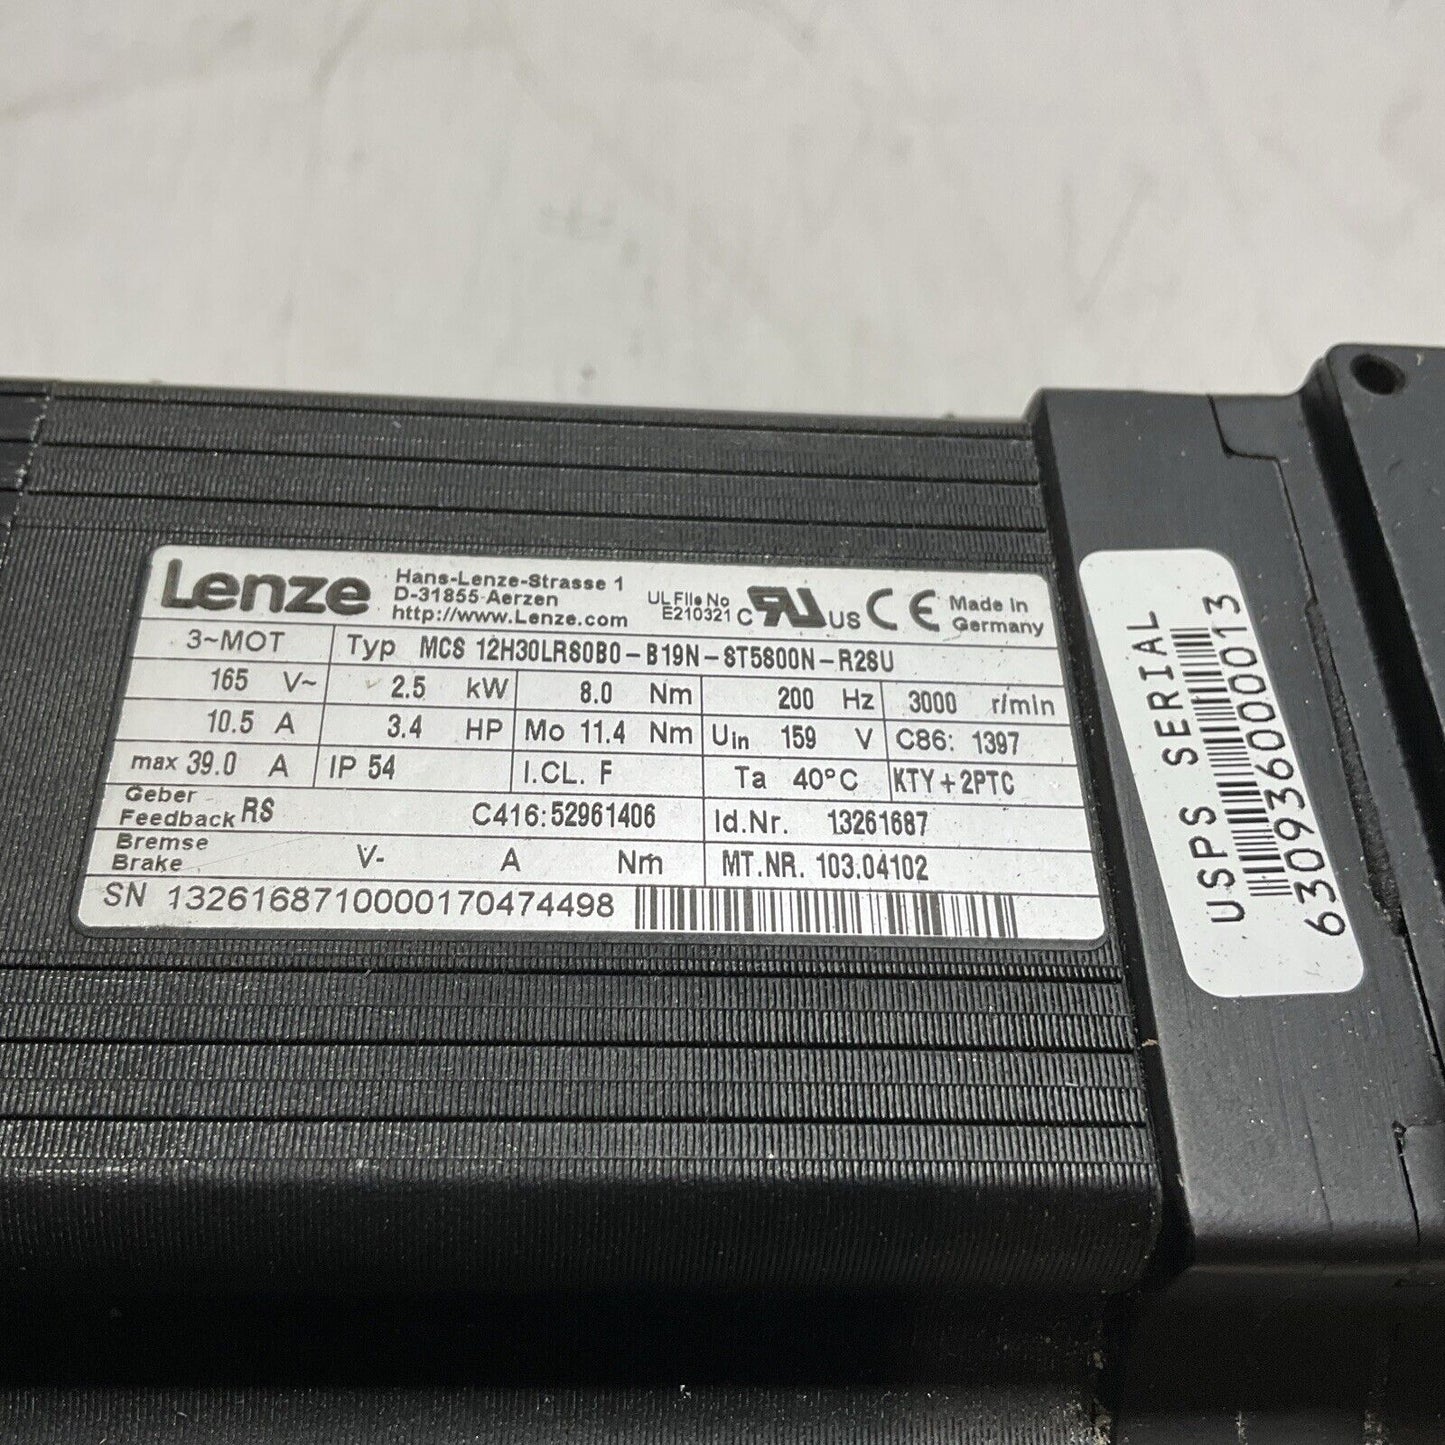 Lenze
Hans-Lenze-Strasse 1
D-31855 Aerzen
http://www.Lenze.com
UL File No
E210321
C RU US CE
Made in
Germany
3~MOT Typ MCS 12H30LRS0B0-B19N-ST5S00N-R2SU
165 V~ 2.5 kW 8.0 Nm 200 Hz 3000 r/min
10.5 A 3.4 HP Mo 11.4 Nm Uin 159 V C86: 1397
max 39.0 A IP 54 I.CL. F Ta 40°C KTY+2PTC
Geber
Feedback RS C416:52961406 Id.Nr. 13261687
Bremse
Brake V- A Nm MT.NR. 103.04102
SN 1326168710000170474498
USPS SERIAL
6309360000013